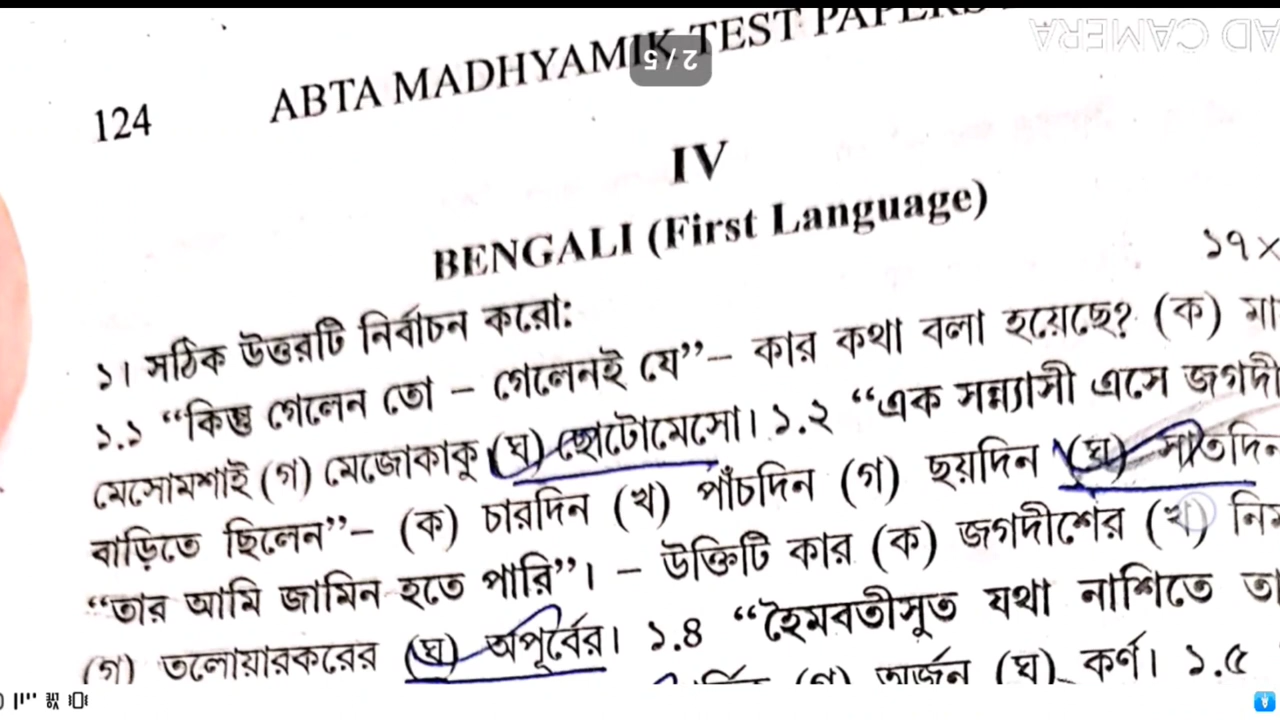 ABTA MADHYAMIK TEST PAPERS
AD CAMERA
2/5
124
IV
BENGALI (First Language)
১৭ ×
১। সঠিক উত্তরটি নির্বাচন করো:
১.১ “কিন্তু গেলেন তো – গেলেনই যে”– কার কথা বলা হয়েছে? (ক)
মেসোমশাই (গ) মেজোকাকু (ঘ) ছোটোমেসো। ১.২ “এক সন্ন্যাসী এসে
বাড়িতে ছিলেন”– (ক) চারদিন (খ) পাঁচদিন (গ) ছয়দিন (ঘ) সাতদিন
“তার আমি জামিন হতে পারি”। – উক্তিটি কার (ক) জগদীশের (খ)
(গ) তলোয়ারকরের (ঘ) অপূর্বের। ১.৪ “হৈমবতীসুত যথা নাশিতে
(গ) অর্জুন (ঘ) কর্ণ। ১.৫